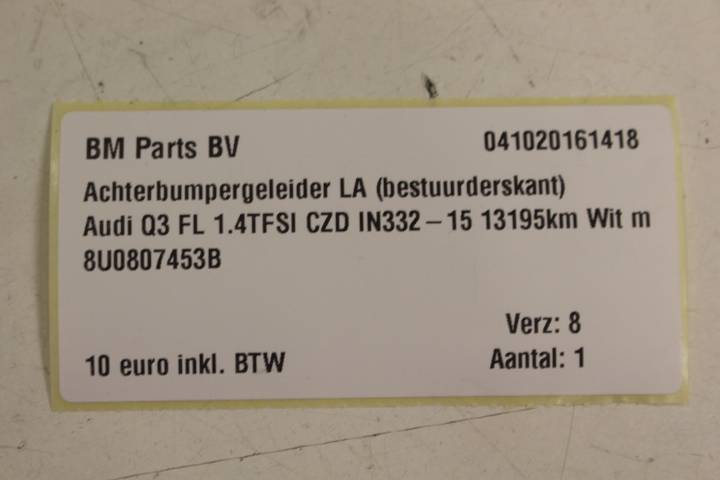 BM Parts BV 041020161418
Achterbumpergeleider LA (bestuurderskant)
Audi Q3 FL 1.4TFSI CZD IN332-15 13195km Wit m
8U0807453B
Verz: 8
10 euro inkl. BTW Aantal: 1